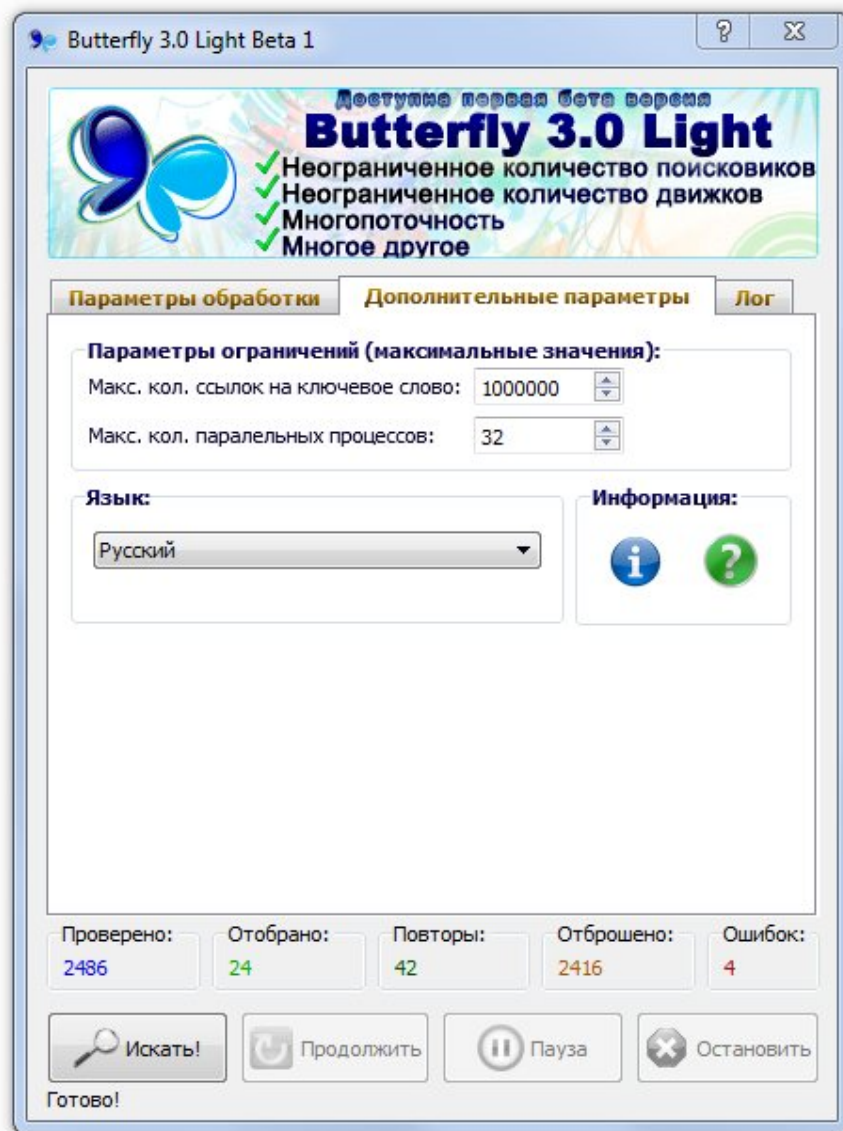 Butterfly 3.0 Light Beta 1
Доступна первая бета версия
Butterfly 3.0 Light
Неограниченное количество поисковиков
Неограниченное количество движков
Многопоточность
Многое другое
Параметры обработки Дополнительные параметры Лог
Параметры ограничений (максимальные значения):
Макс. кол. ссылок на ключевое слово: 1000000
Макс. кол. паралельных процессов: 32
Язык: Информация:
Русский
Проверено: Отобрано: Повторы: Отброшено: Ошибок:
2486 24 42 2416 4
Искать! Продолжить Пауза Остановить
Готово!